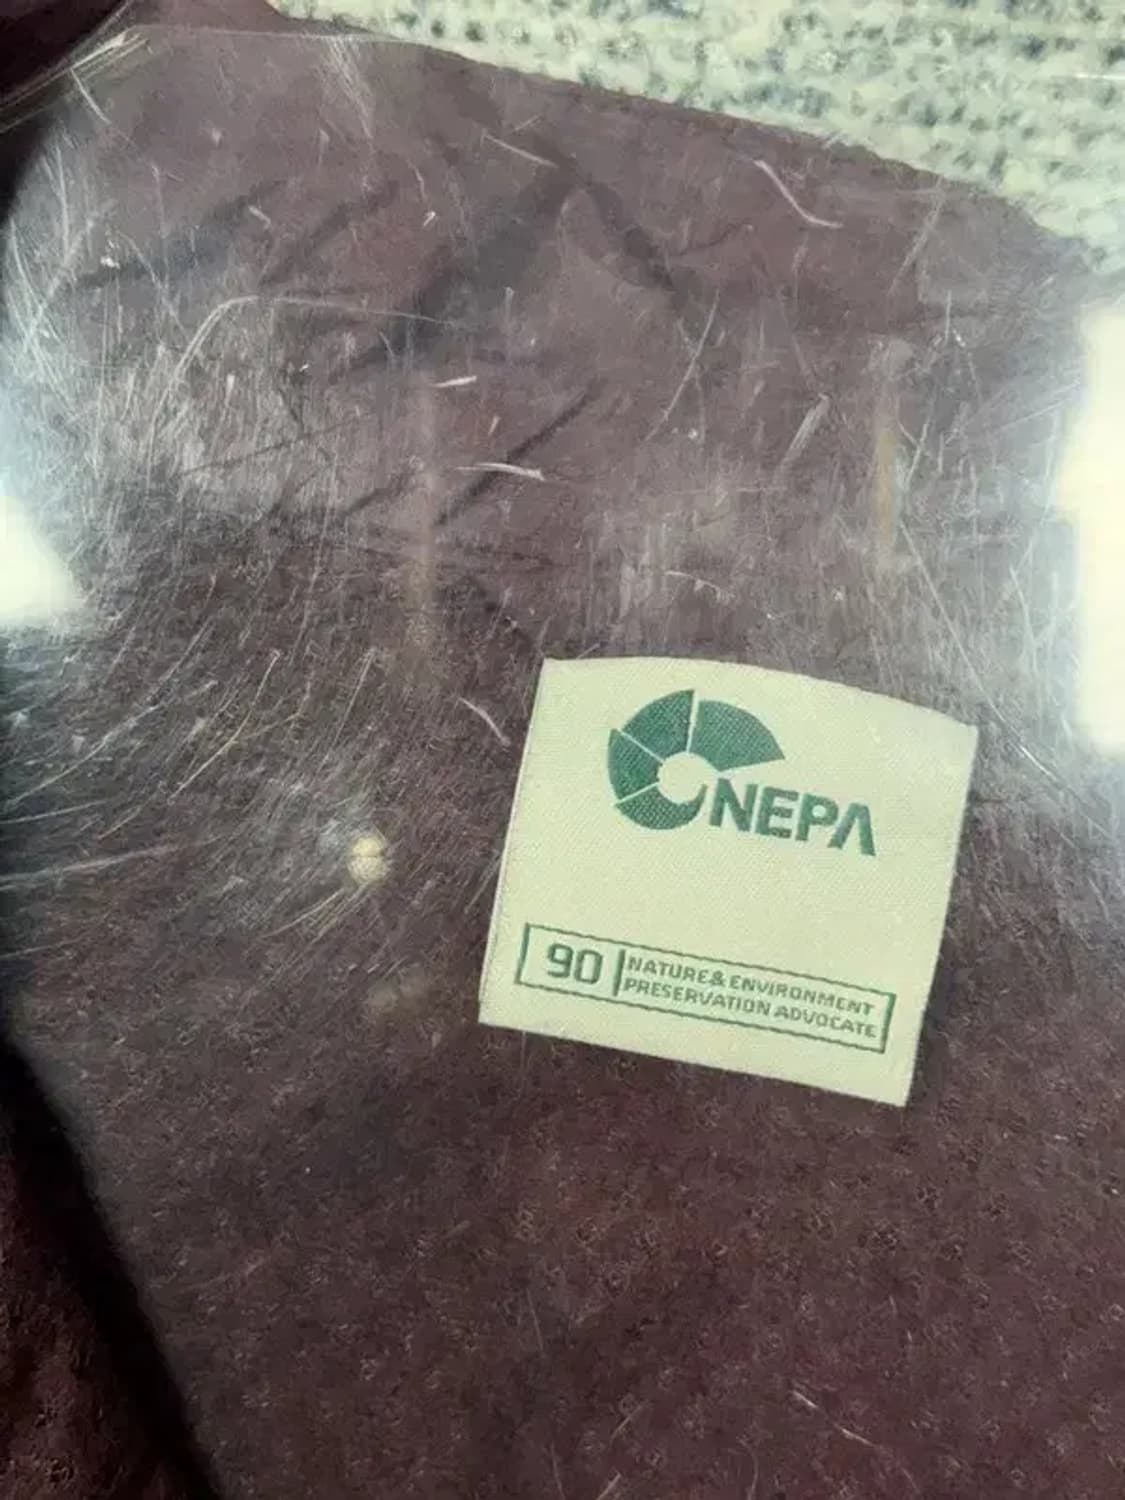 NEPA
90
NATURE & ENVIRONMENT
PRESERVATION ADVOCATE